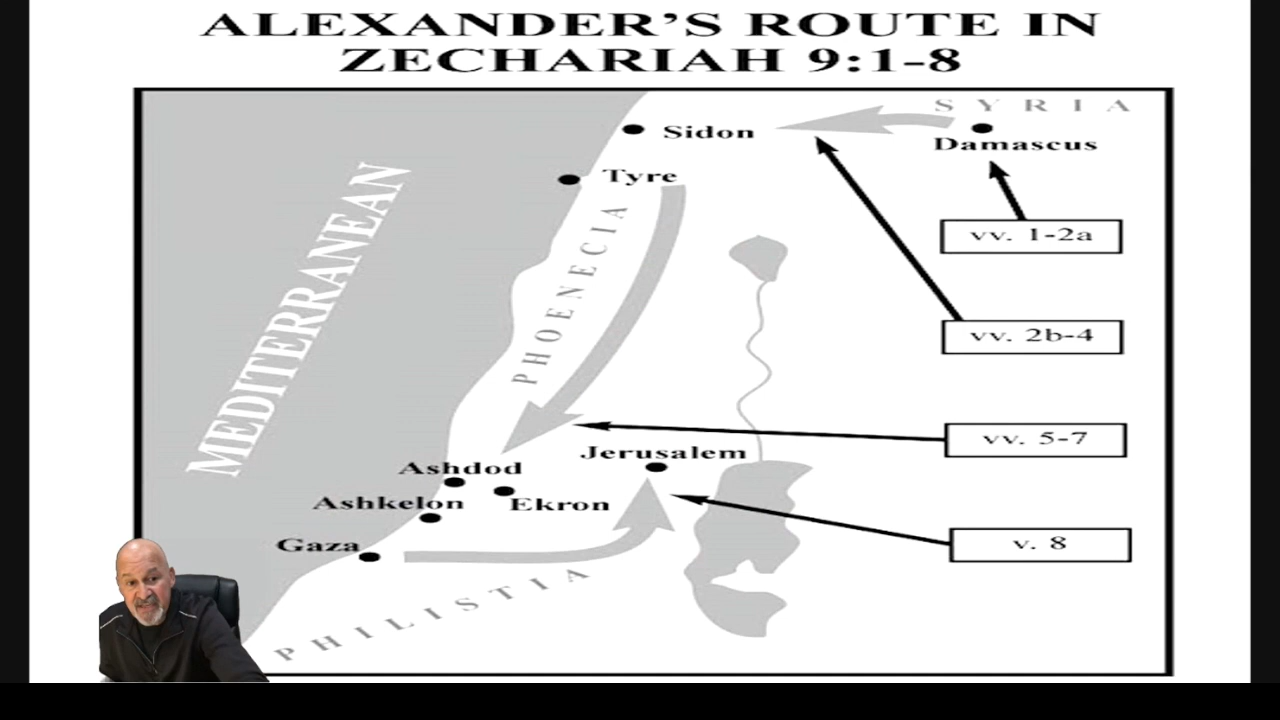 ALEXANDER'S ROUTE IN
ZECHARIAH 9:1-8
SYRIA
Sidon
Damascus
Tyre
PHOENECIA
MEDITERRANEAN
vv. 1-2a
vv. 2b-4
vv. 5-7
Jerusalem
Ashdod
Ashkelon
Ekron
Gaza
v. 8
PHILISTIA